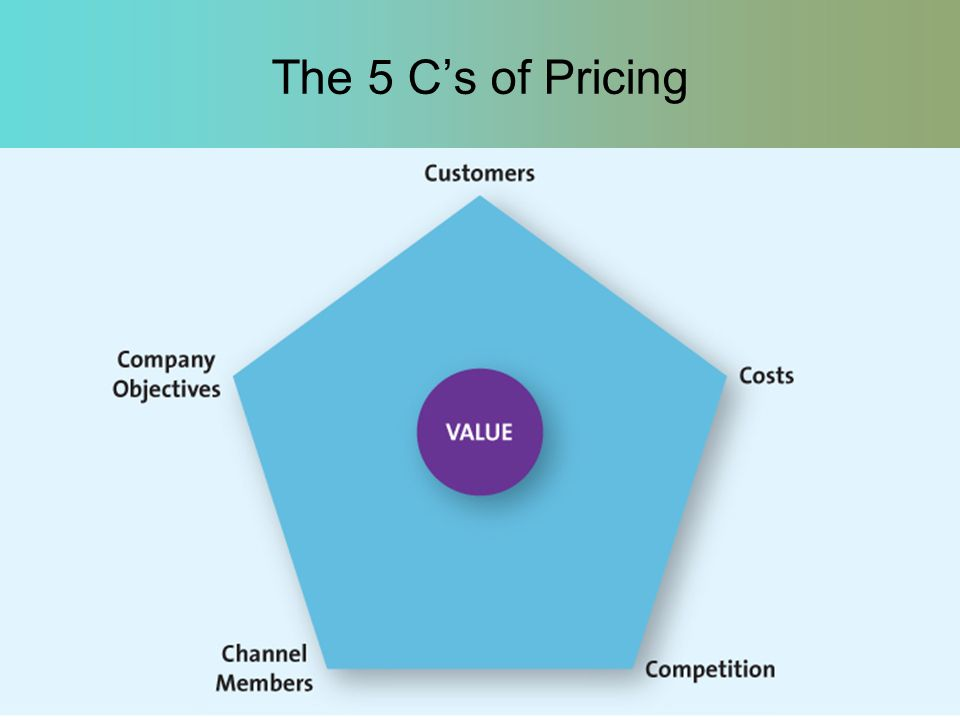 The 5 C’s of Pricing
Customers
Company
Objectives
Costs
VALUE
Channel
Members
Competition